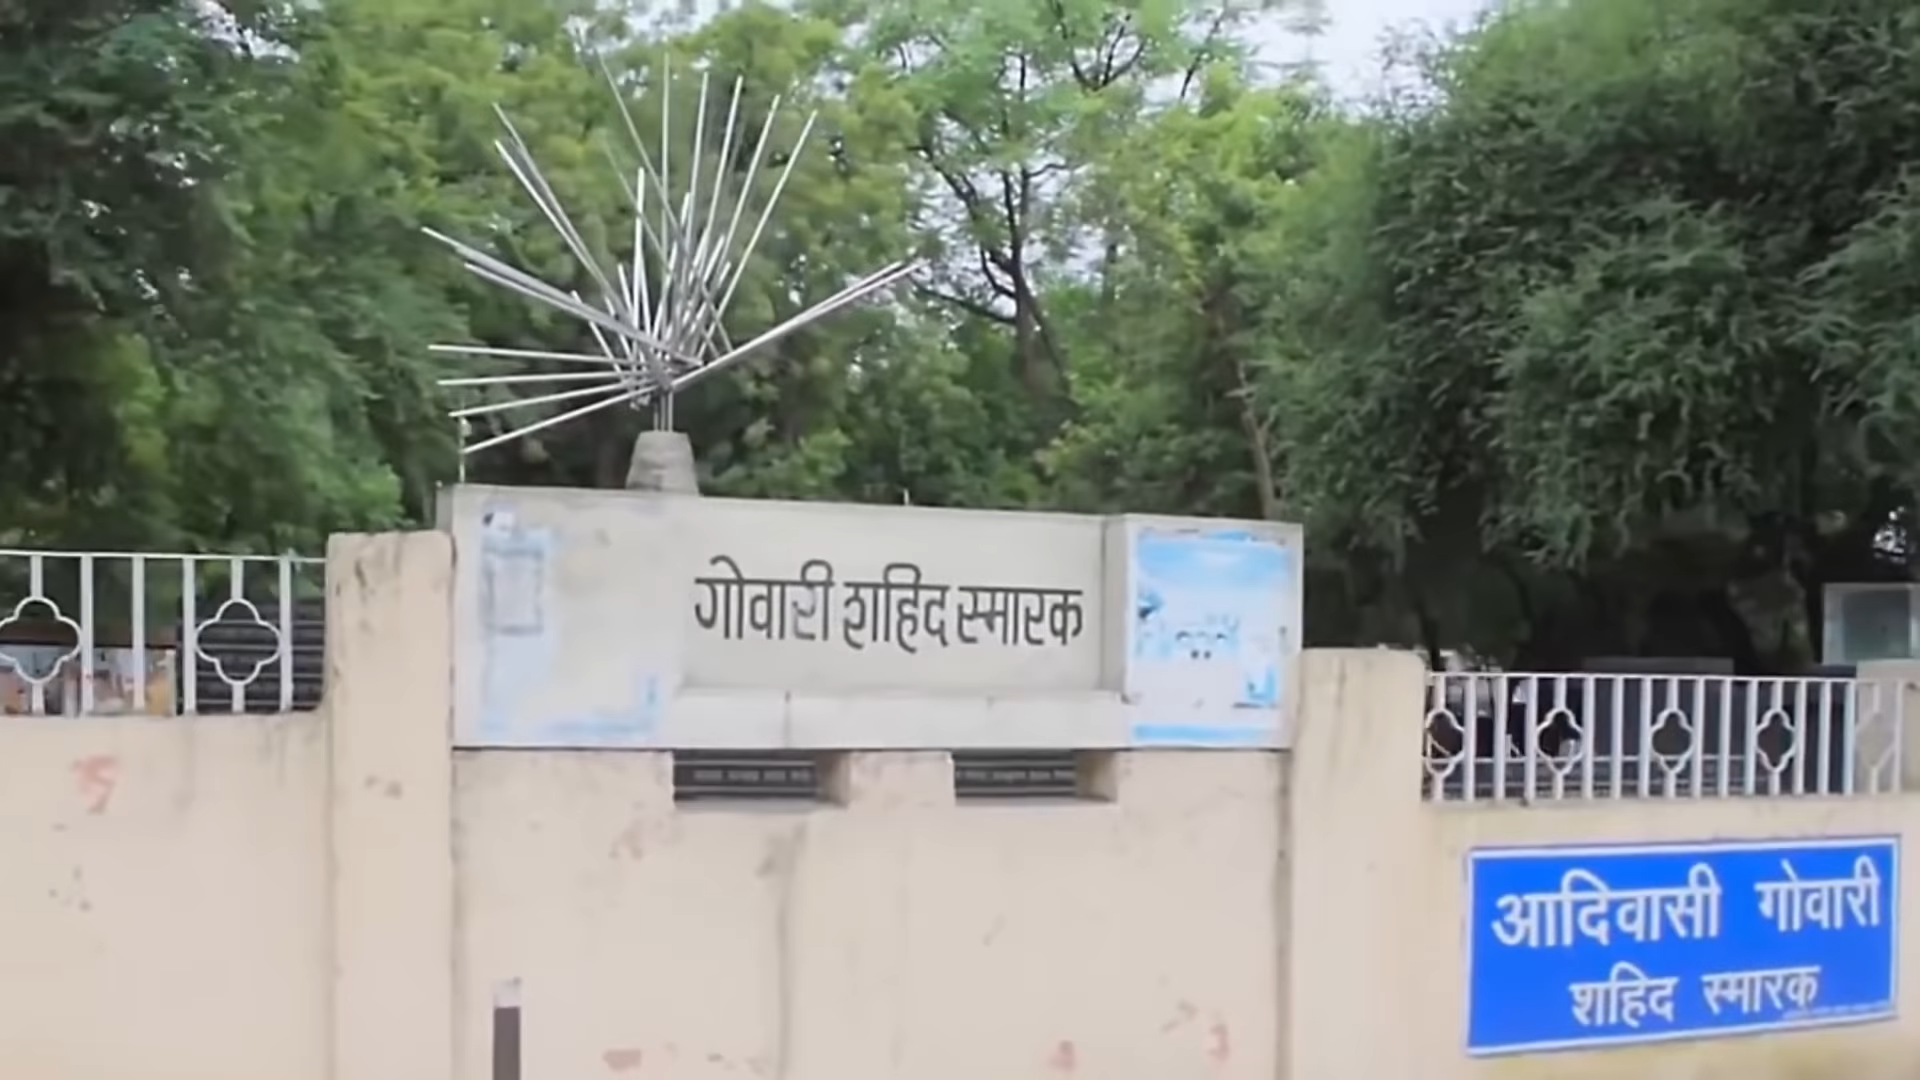 गोवारी शहिद स्मारक
आदिवासी गोवारी
शहिद स्मारक